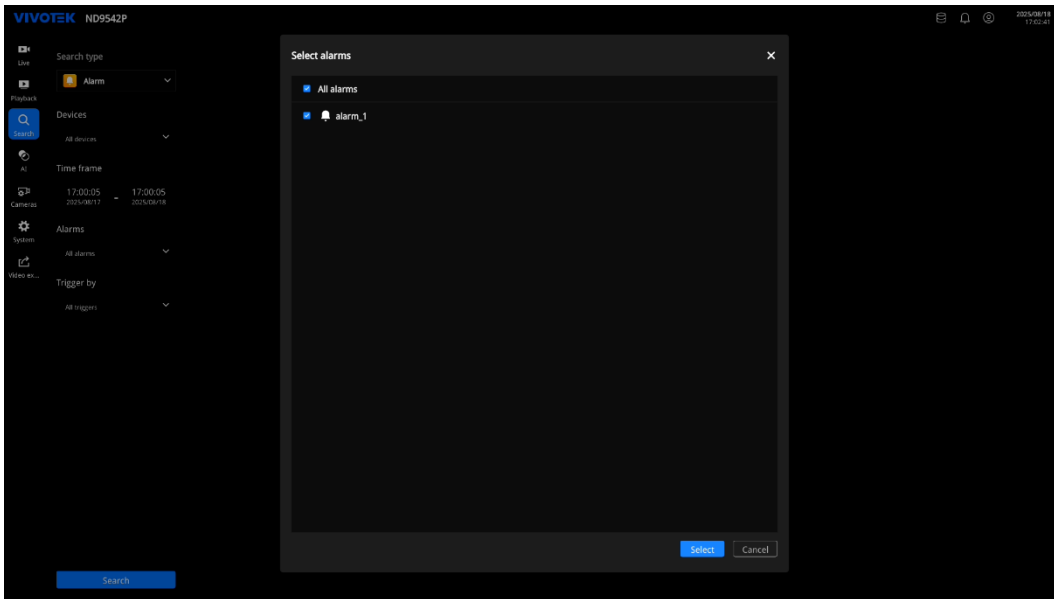 VIVOTEK ND9542P
2025/08/18
17:02:41
Live
Playback
Search
AI
Cameras
System
Video ex...
Search type
Alarm
Devices
All devices
Time frame
17:00:05 – 17:00:05
2025/08/17 2025/08/18
Alarms
All alarms
Trigger by
All triggers
Search
Select alarms
All alarms
alarm_1
Select Cancel